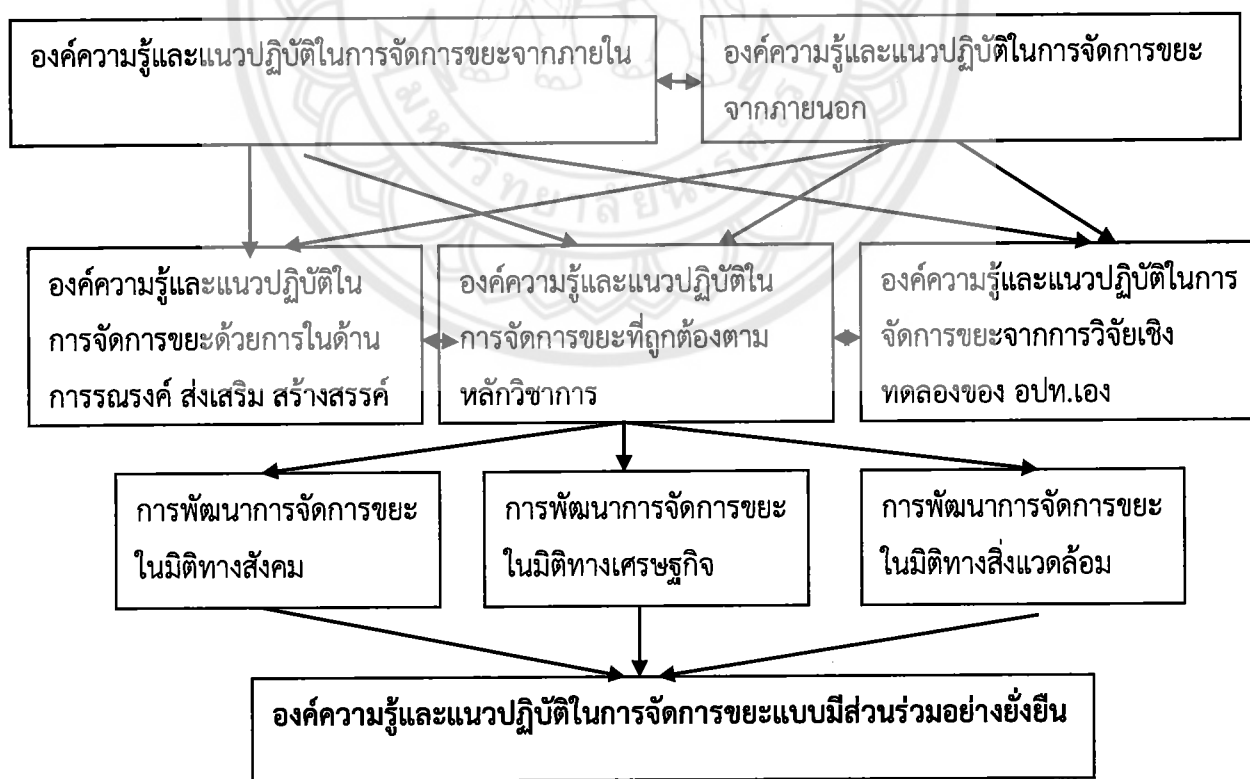 องค์ความรู้และแนวปฏิบัติในการจัดการขยะจากภายใน
องค์ความรู้และแนวปฏิบัติในการจัดการขยะ
จากภายนอก
มหาวิทยาลัยนเรศวร
องค์ความรู้และแนวปฏิบัติใน
การจัดการขยะด้วยการในด้าน
การรณรงค์ ส่งเสริม สร้างสรรค์
องค์ความรู้และแนวปฏิบัติใน
การจัดการขยะที่ถูกต้องตาม
หลักวิชาการ
องค์ความรู้และแนวปฏิบัติในการ
จัดการขยะจากการวิจัยเชิง
ทดลองของ อปท.เอง
การพัฒนาการจัดการขยะ
ในมิติทางสังคม
การพัฒนาการจัดการขยะ
ในมิติทางเศรษฐกิจ
การพัฒนาการจัดการขยะ
ในมิติทางสิ่งแวดล้อม
องค์ความรู้และแนวปฏิบัติในการจัดการขยะแบบมีส่วนร่วมอย่างยั่งยืน